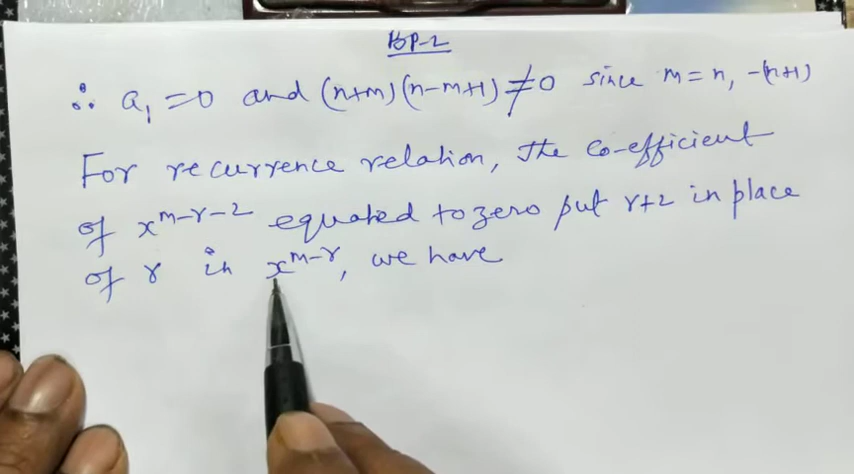 BP-2
∴ a₁ = 0 and (n+m)(n-m+1) ≠ 0 since m = n, -(n+1)
For recurrence relation, the co-efficient
of x^{m-r-2} equated to zero put r+2 in place
of r in x^{m-r}, we have